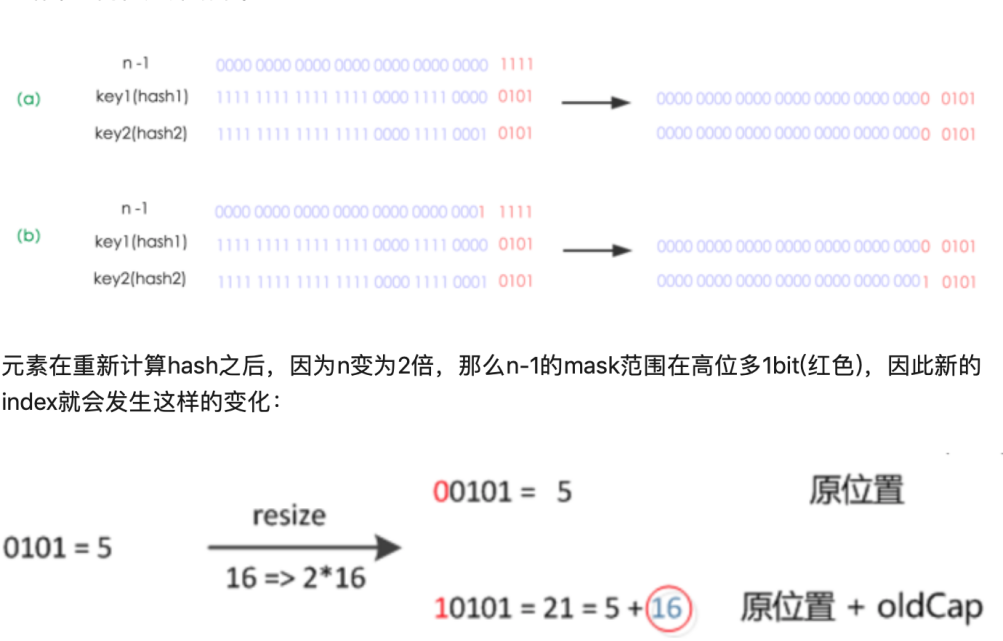 n-1 0000 0000 0000 0000 0000 0000 0000 1111
(a) key1(hash1) 1111 1111 1111 1111 0000 1111 0000 0101 0000 0000 0000 0000 0000 0000 0000 0101
key2(hash2) 1111 1111 1111 1111 0000 1111 0001 0101 0000 0000 0000 0000 0000 0000 0000 0101
n-1 0000 0000 0000 0000 0000 0000 0001 1111
(b) key1(hash1) 1111 1111 1111 1111 0000 1111 0000 0101 0000 0000 0000 0000 0000 0000 0000 0101
key2(hash2) 1111 1111 1111 1111 0000 1111 0001 0101 0000 0000 0000 0000 0000 0000 0001 0101
元素在重新计算hash之后，因为n变为2倍，那么n-1的mask范围在高位多1bit(红色)，因此新的
index就会发生这样的变化：
00101 = 5 原位置
resize
0101 = 5
16 => 2*16
10101 = 21 = 5 + 16 原位置 + oldCap